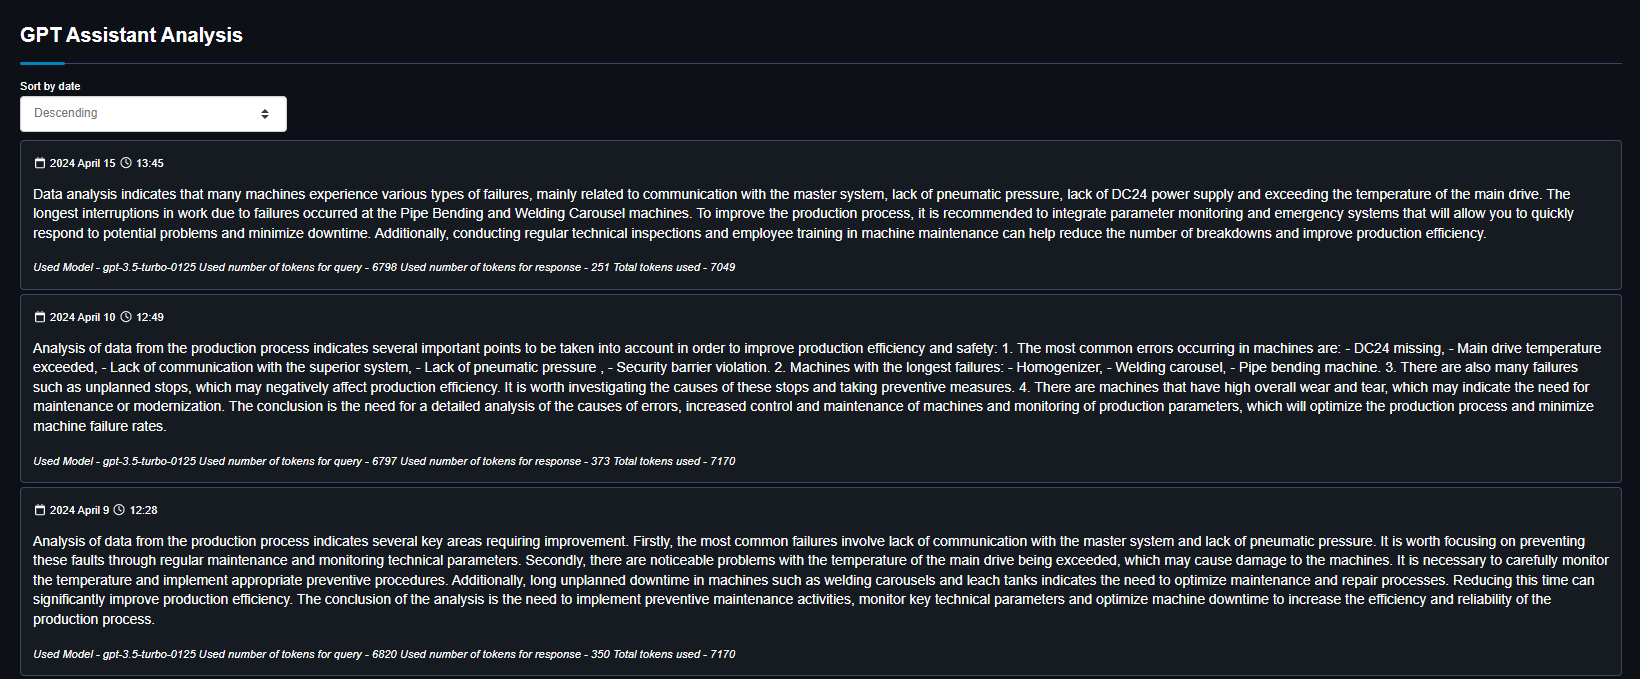 GPT Assistant Analysis
Sort by date
Descending
2024 April 15 13:45
Data analysis indicates that many machines experience various types of failures, mainly related to communication with the master system, lack of pneumatic pressure, lack of DC24 power supply and exceeding the temperature of the main drive. The
longest interruptions in work due to failures occurred at the Pipe Bending and Welding Carousel machines. To improve the production process, it is recommended to integrate parameter monitoring and emergency systems that will allow you to quickly
respond to potential problems and minimize downtime. Additionally, conducting regular technical inspections and employee training in machine maintenance can help reduce the number of breakdowns and improve production efficiency.
Used Model - gpt-3.5-turbo-0125 Used number of tokens for query - 6798 Used number of tokens for response - 251 Total tokens used - 7049
2024 April 10 12:49
Analysis of data from the production process indicates several important points to be taken into account in order to improve production efficiency and safety: 1. The most common errors occurring in machines are: - DC24 missing, - Main drive temperature
exceeded, - Lack of communication with the superior system, - Lack of pneumatic pressure , - Security barrier violation. 2. Machines with the longest failures: - Homogenizer, - Welding carousel, - Pipe bending machine. 3. There are also many failures
such as unplanned stops, which may negatively affect production efficiency. It is worth investigating the causes of these stops and taking preventive measures. 4. There are machines that have high overall wear and tear, which may indicate the need for
maintenance or modernization. The conclusion is the need for a detailed analysis of the causes of errors, increased control and maintenance of machines and monitoring of production parameters, which will optimize the production process and minimize
machine failure rates.
Used Model - gpt-3.5-turbo-0125 Used number of tokens for query - 6797 Used number of tokens for response - 373 Total tokens used - 7170
2024 April 9 12:28
Analysis of data from the production process indicates several key areas requiring improvement. Firstly, the most common failures involve lack of communication with the master system and lack of pneumatic pressure. It is worth focusing on preventing
these faults through regular maintenance and monitoring technical parameters. Secondly, there are noticeable problems with the temperature of the main drive being exceeded, which may cause damage to the machines. It is necessary to carefully monitor
the temperature and implement appropriate preventive procedures. Additionally, long unplanned downtime in machines such as welding carousels and leach tanks indicates the need to optimize maintenance and repair processes. Reducing this time can
significantly improve production efficiency. The conclusion of the analysis is the need to implement preventive maintenance activities, monitor key technical parameters and optimize machine downtime to increase the efficiency and reliability of the
production process.
Used Model - gpt-3.5-turbo-0125 Used number of tokens for query - 6820 Used number of tokens for response - 350 Total tokens used - 7170